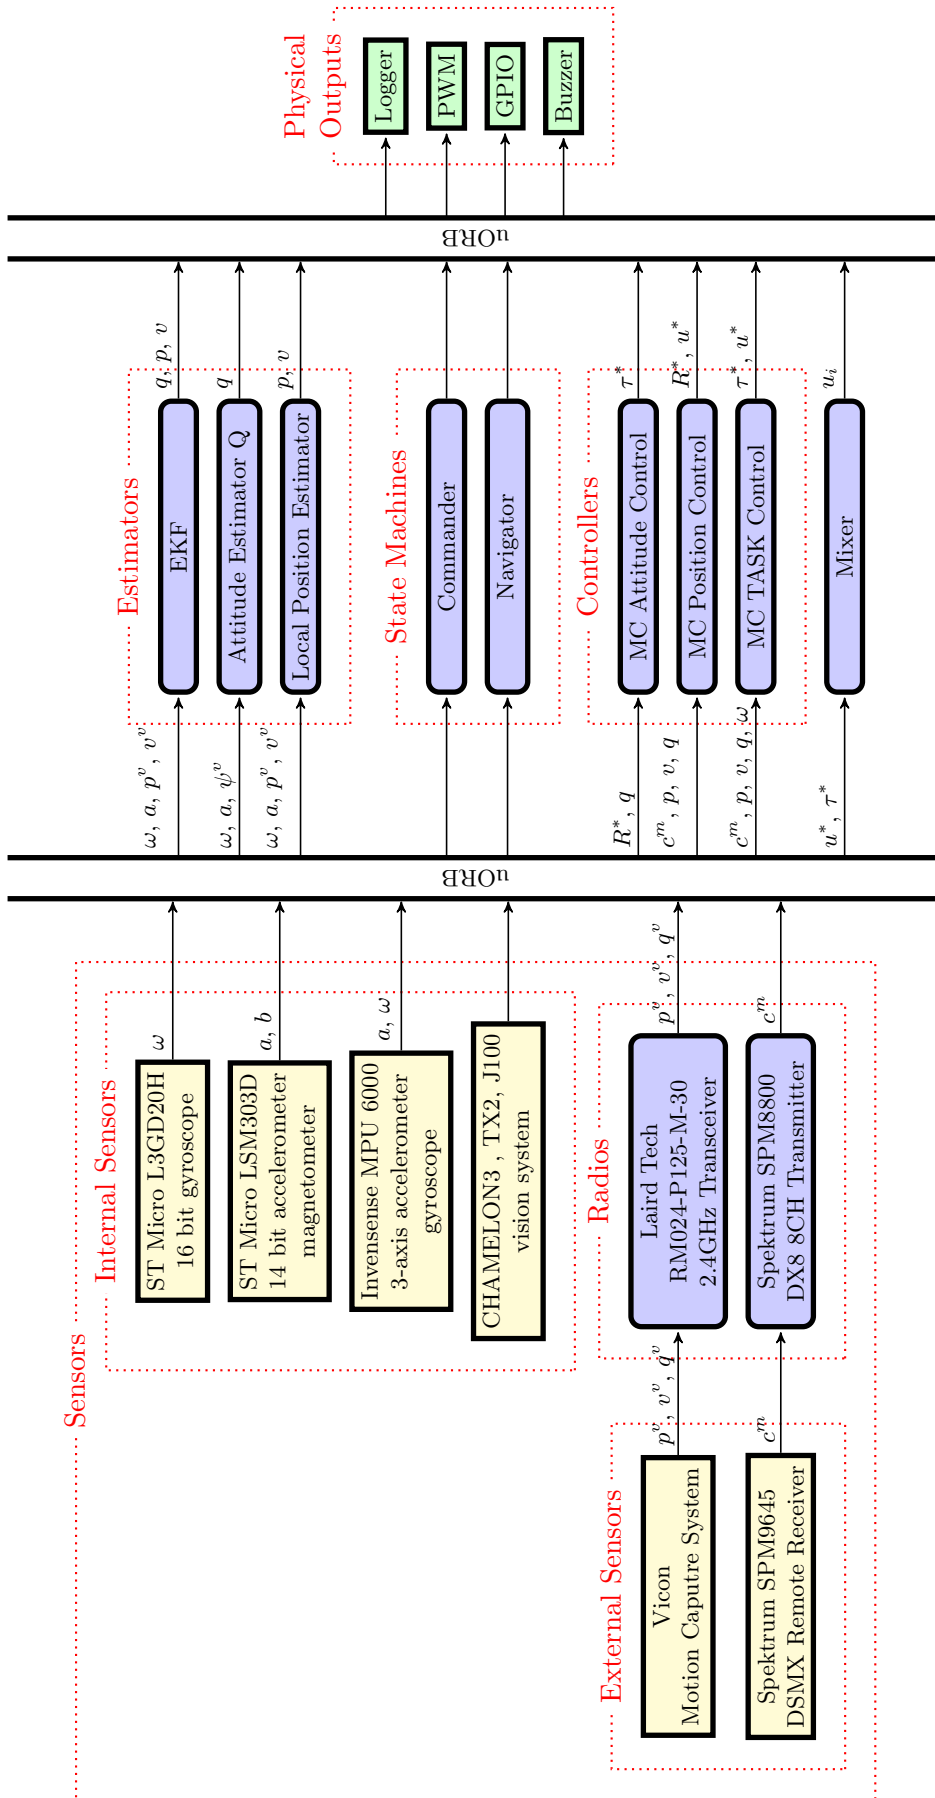 Sensors
Internal Sensors
ST Micro L3GD20H
16 bit gyroscope
ω
ST Micro LSM303D
14 bit accelerometer
magnetometer
a, b
Invensense MPU 6000
3-axis accelerometer
gyroscope
a, ω
CHAMELON3 , TX2, J100
vision system
External Sensors
Vicon
Motion Caputre System
p^v, v^v, q^v
Spektrum SPM9645
DSMX Remote Receiver
c^m
Radios
Laird Tech
RM024-P125-M-30
2.4GHz Transceiver
p^v, v^v, q^v
Spektrum SPM8800
DX8 8CH Transmitter
c^m
uORB
Estimators
ω, a, p^v, v^v
EKF
q, p, v
ω, a, ψ^v
Attitude Estimator Q
q
ω, a, p^v, v^v
Local Position Estimator
p, v
State Machines
Commander
Navigator
Controllers
R^*, q
MC Attitude Control
τ^*
c^m, p, v, q
MC Position Control
R^*, u^*
c^m, p, v, q, ω
MC TASK Control
τ^*, u^*
u^*, τ^*
Mixer
u_i
uORB
Physical
Outputs
Logger
PWM
GPIO
Buzzer